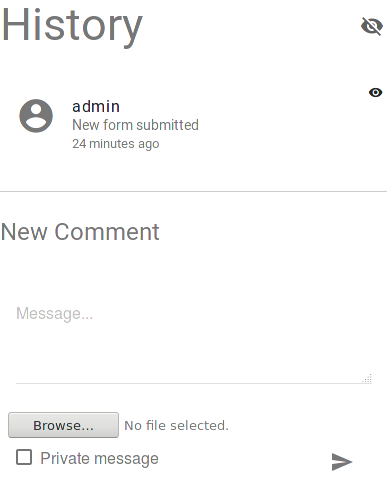 History
admin
New form submitted
24 minutes ago
New Comment
Message...
Browse... No file selected.
Private message